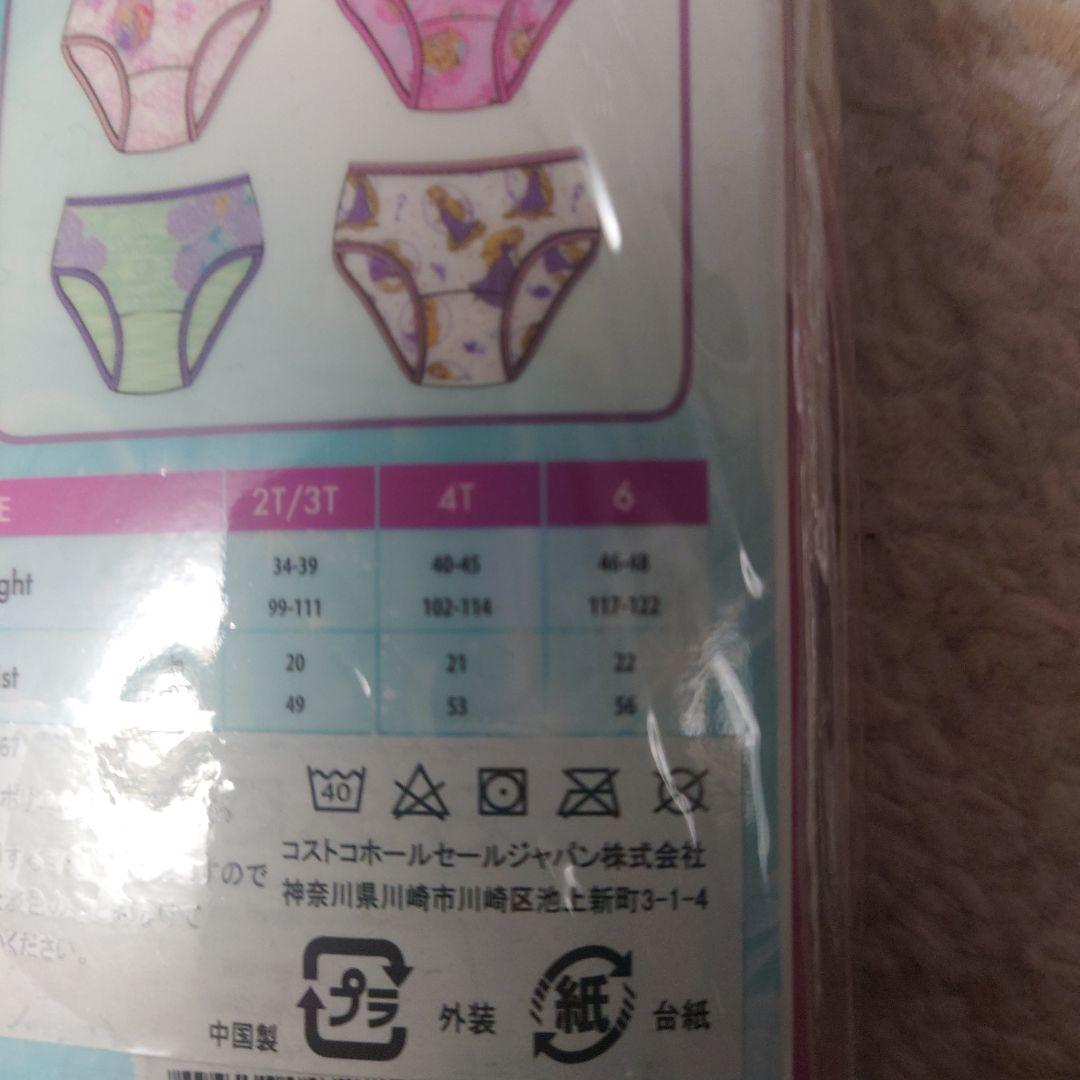 E 2T/3T 4T 6
ght 34-39 40-45 46-48
99-111 102-114 117-122
ist in 20 21 22
49 53 56
40
コストコホールセールジャパン株式会社
すので 神奈川県川崎市川崎区池上新町3-1-4
ください。
中国製 プラ 外装 紙 台紙